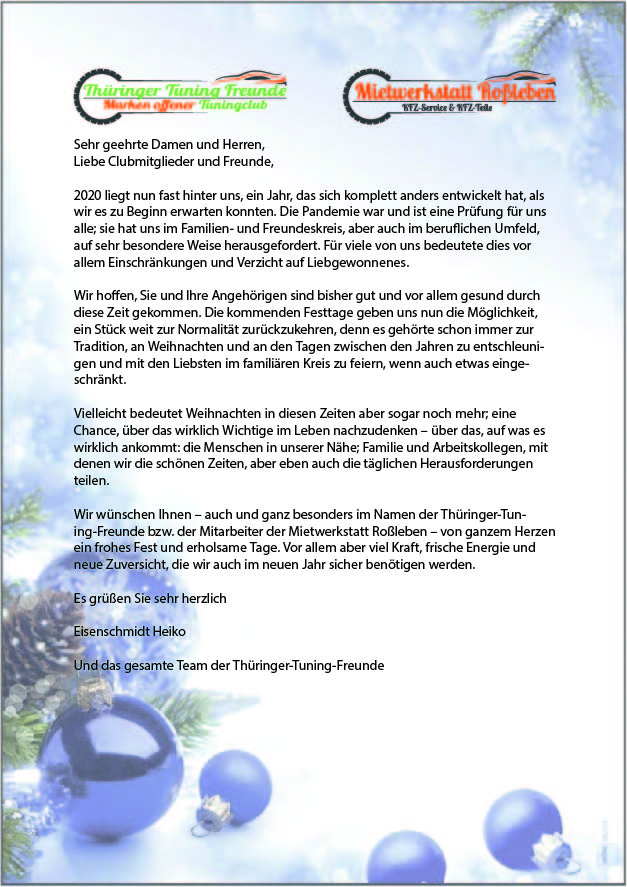 Thüringer Tuning Freunde
Marken offener Tuningclub
Mietwerkstatt Roßleben
KFZ-Service & KFZ-Teile
Sehr geehrte Damen und Herren,
Liebe Clubmitglieder und Freunde,
2020 liegt nun fast hinter uns, ein Jahr, das sich komplett anders entwickelt hat, als
wir es zu Beginn erwarten konnten. Die Pandemie war und ist eine Prüfung für uns
alle; sie hat uns im Familien- und Freundeskreis, aber auch im beruflichen Umfeld,
auf sehr besondere Weise herausgefordert. Für viele von uns bedeutete dies vor
allem Einschränkungen und Verzicht auf Liebgewonnenes.
Wir hoffen, Sie und Ihre Angehörigen sind bisher gut und vor allem gesund durch
diese Zeit gekommen. Die kommenden Festtage geben uns nun die Möglichkeit,
ein Stück weit zur Normalität zurückzukehren, denn es gehörte schon immer zur
Tradition, an Weihnachten und an den Tagen zwischen den Jahren zu entschleuni-
gen und mit den Liebsten im familiären Kreis zu feiern, wenn auch etwas einge-
schränkt.
Vielleicht bedeutet Weihnachten in diesen Zeiten aber sogar noch mehr; eine
Chance, über das wirklich Wichtige im Leben nachzudenken – über das, auf was es
wirklich ankommt: die Menschen in unserer Nähe; Familie und Arbeitskollegen, mit
denen wir die schönen Zeiten, aber eben auch die täglichen Herausforderungen
teilen.
Wir wünschen Ihnen – auch und ganz besonders im Namen der Thüringer-Tun-
ing-Freunde bzw. der Mitarbeiter der Mietwerkstatt Roßleben – von ganzem Herzen
ein frohes Fest und erholsame Tage. Vor allem aber viel Kraft, frische Energie und
neue Zuversicht, die wir auch im neuen Jahr sicher benötigen werden.
Es grüßen Sie sehr herzlich
Eisenschmidt Heiko
Und das gesamte Team der Thüringer-Tuning-Freunde